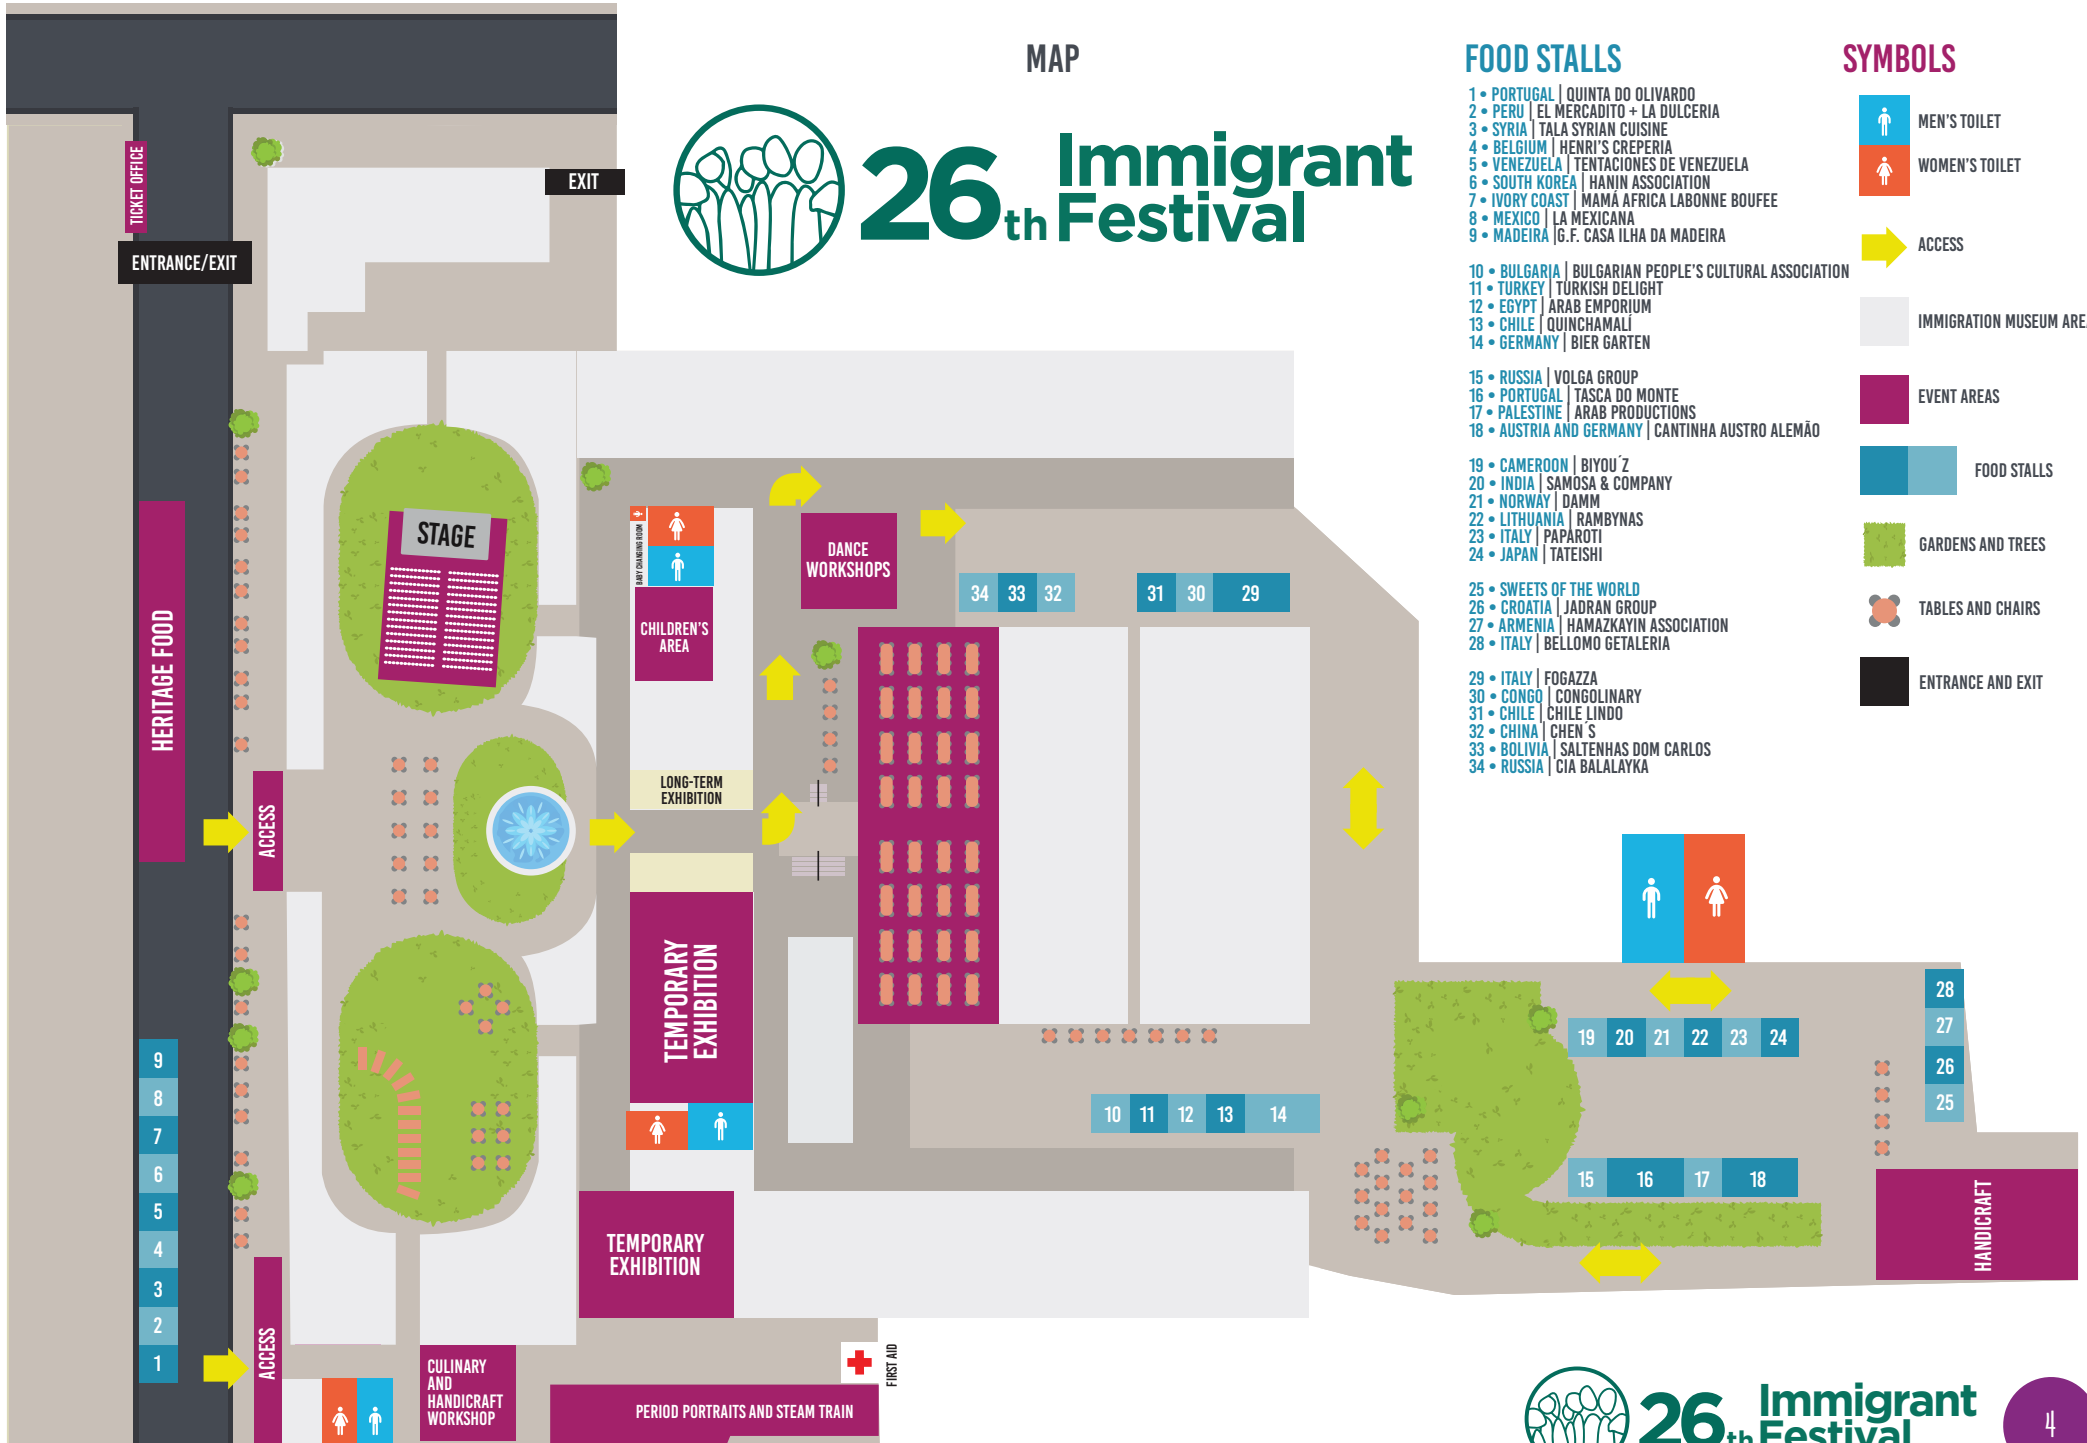 MAP
26th Immigrant
Festival
FOOD STALLS
1 • PORTUGAL | QUINTA DO OLIVARDO
2 • PERU | EL MERCADITO + LA DULCERIA
3 • SYRIA | TALA SYRIAN CUISINE
4 • BELGIUM | HENRI'S CREPERIA
5 • VENEZUELA | TENTACIONES DE VENEZUELA
6 • SOUTH KOREA | HANIN ASSOCIATION
7 • IVORY COAST | MAMÁ AFRICA LABONNE BOUFEE
8 • MEXICO | LA MEXICANA
9 • MADEIRA |G.F. CASA ILHA DA MADEIRA
10 • BULGARIA | BULGARIAN PEOPLE'S CULTURAL ASSOCIATION
11 • TURKEY | TURKISH DELIGHT
12 • EGYPT | ARAB EMPORIUM
13 • CHILE | QUINCHAMALÍ
14 • GERMANY | BIER GARTEN
15 • RUSSIA | VOLGA GROUP
16 • PORTUGAL | TASCA DO MONTE
17 • PALESTINE | ARAB PRODUCTIONS
18 • AUSTRIA AND GERMANY | CANTINHA AUSTRO ALEMÃO
19 • CAMEROON | BIYOU´Z
20 • INDIA | SAMOSA & COMPANY
21 • NORWAY | DAMM
22 • LITHUANIA | RAMBYNAS
23 • ITALY | PAPAROTI
24 • JAPAN | TATEISHI
25 • SWEETS OF THE WORLD
26 • CROATIA | JADRAN GROUP
27 • ARMENIA | HAMAZKAYIN ASSOCIATION
28 • ITALY | BELLOMO GETALERIA
29 • ITALY | FOGAZZA
30 • CONGO | CONGOLINARY
31 • CHILE | CHILE LINDO
32 • CHINA | CHEN´S
33 • BOLIVIA | SALTENHAS DOM CARLOS
34 • RUSSIA | CIA BALALAYKA
SYMBOLS
MEN'S TOILET
WOMEN'S TOILET
ACCESS
IMMIGRATION MUSEUM ARE
EVENT AREAS
FOOD STALLS
GARDENS AND TREES
TABLES AND CHAIRS
ENTRANCE AND EXIT
TICKET OFFICE
EXIT
ENTRANCE/EXIT
STAGE
HERITAGE FOOD
BABY CHANGING ROOM
DANCE
WORKSHOPS
CHILDREN'S
AREA
34 33 32
31 30 29
LONG-TERM
EXHIBITION
ACCESS
TEMPORARY
EXHIBITION
28
27
26
25
19 20 21 22 23 24
10 11 12 13 14
15 16 17 18
9
8
7
6
5
4
3
2
1
HANDICRAFT
TEMPORARY
EXHIBITION
ACCESS
CULINARY
AND
HANDICRAFT
WORKSHOP
FIRST AID
PERIOD PORTRAITS AND STEAM TRAIN
26th Immigrant
Festival
4